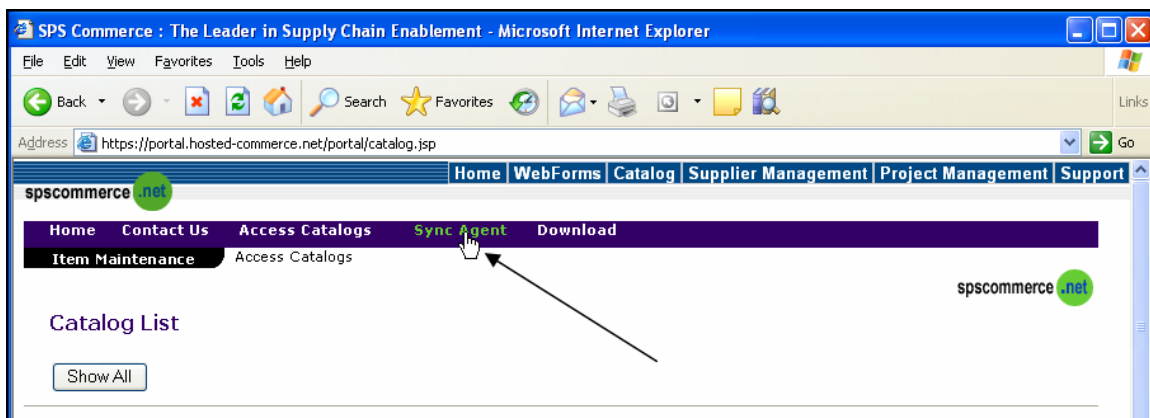 SPS Commerce : The Leader in Supply Chain Enablement - Microsoft Internet Explorer
File Edit View Favorites Tools Help
Back Search Favorites Links
Address https://portal.hosted-commerce.net/portal/catalog.jsp Go
Home WebForms Catalog Supplier Management Project Management Support
spscommerce .net
Home Contact Us Access Catalogs Sync Agent Download
Item Maintenance Access Catalogs
spscommerce .net
Catalog List
Show All